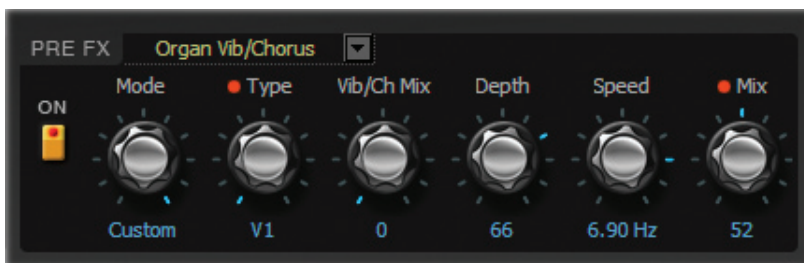 PRE FX Organ Vib/Chorus
ON Mode Type Vib/Ch Mix Depth Speed Mix
Custom V1 0 66 6.90 Hz 52